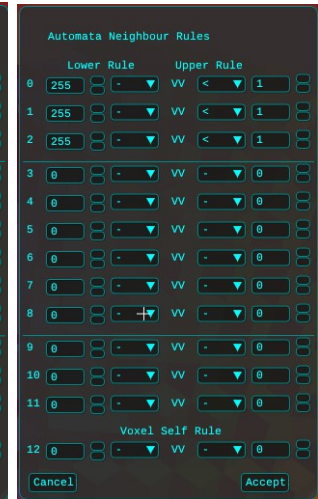 Automata Neighbour Rules
Lower Rule Upper Rule
0 255 - VV < 1
1 255 - VV < 1
2 255 - VV < 1
3 0 - VV - 0
4 0 - VV - 0
5 0 - VV - 0
6 0 - VV - 0
7 0 - VV - 0
8 0 - VV - 0
9 0 - VV - 0
10 0 - VV - 0
11 0 - VV - 0
Voxel Self Rule
12 0 - VV - 0
Cancel Accept